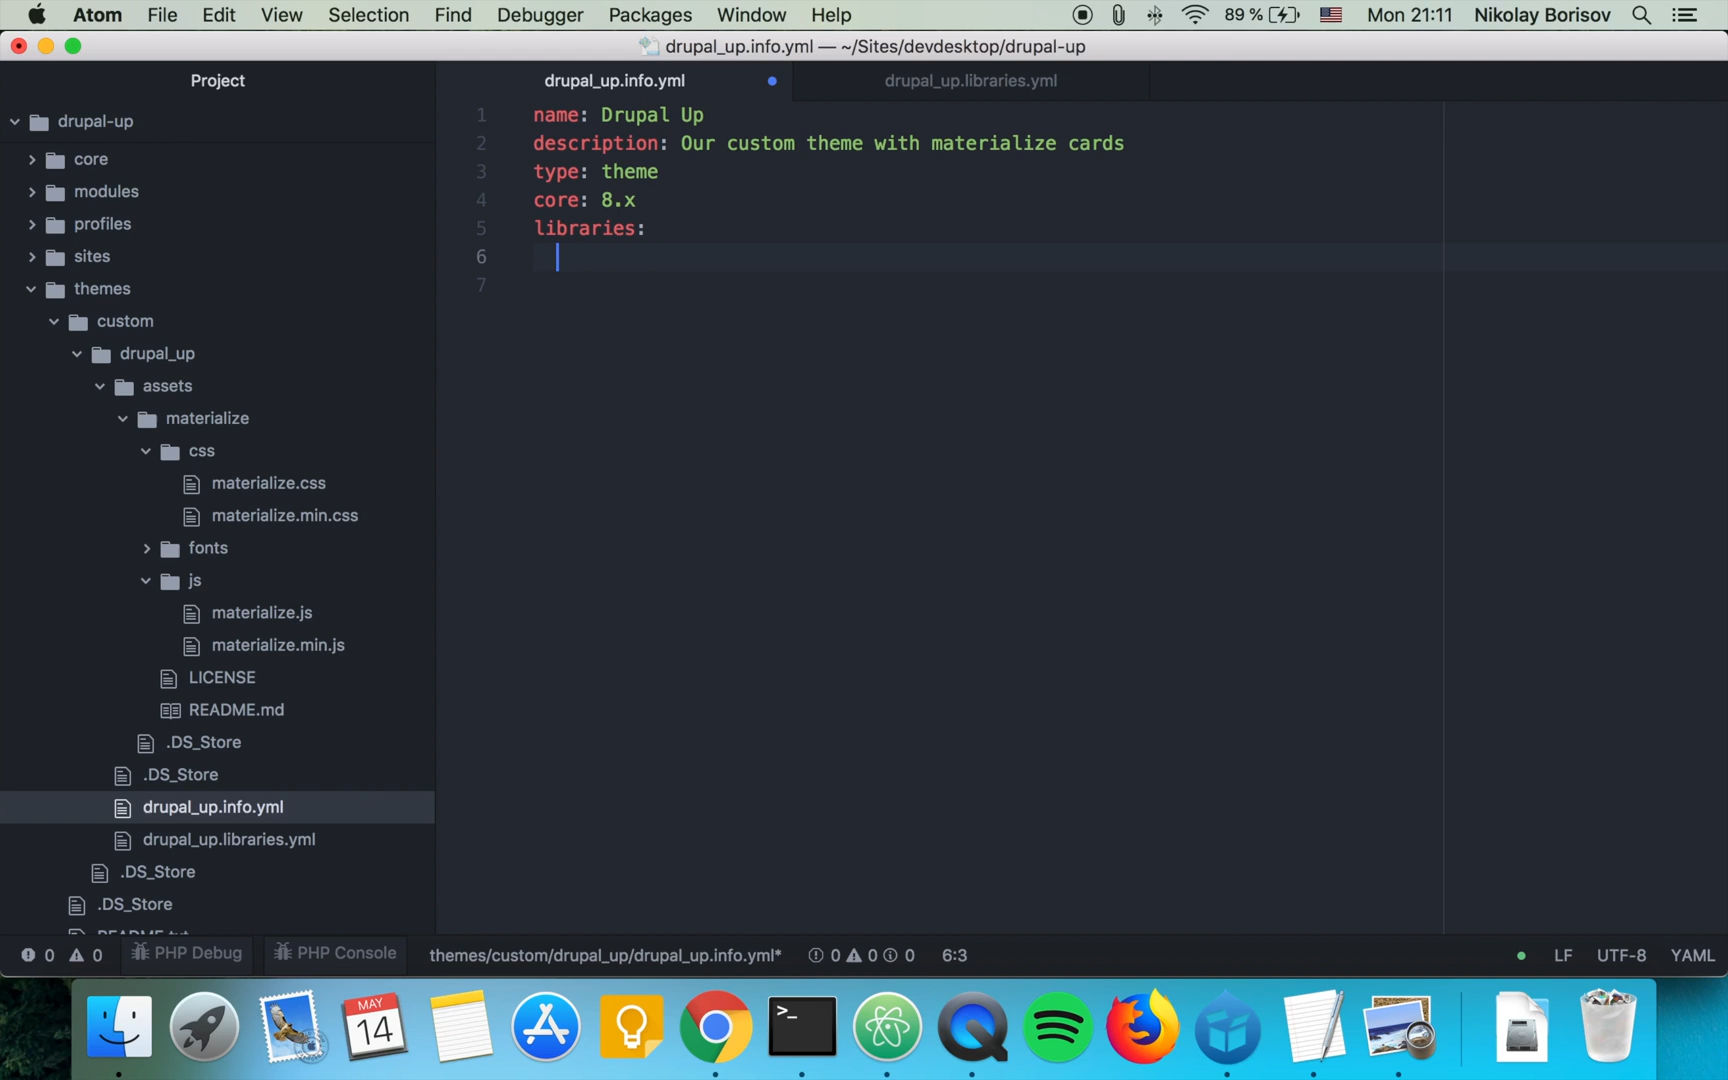 Atom File Edit View Selection Find Debugger Packages Window Help 89 % Mon 21:11 Nikolay Borisov
drupal_up.info.yml — ~/Sites/devdesktop/drupal-up
Project
drupal_up.info.yml
drupal_up.libraries.yml
drupal-up
core
modules
profiles
sites
themes
custom
drupal_up
assets
materialize
css
materialize.css
materialize.min.css
fonts
js
materialize.js
materialize.min.js
LICENSE
README.md
.DS_Store
.DS_Store
drupal_up.info.yml
drupal_up.libraries.yml
.DS_Store
.DS_Store
README.txt
1 name: Drupal Up
2 description: Our custom theme with materialize cards
3 type: theme
4 core: 8.x
5 libraries:
6
7
0 0 PHP Debug PHP Console themes/custom/drupal_up/drupal_up.info.yml* 0 0 0 6:3 LF UTF-8 YAML
MAY
14
>_